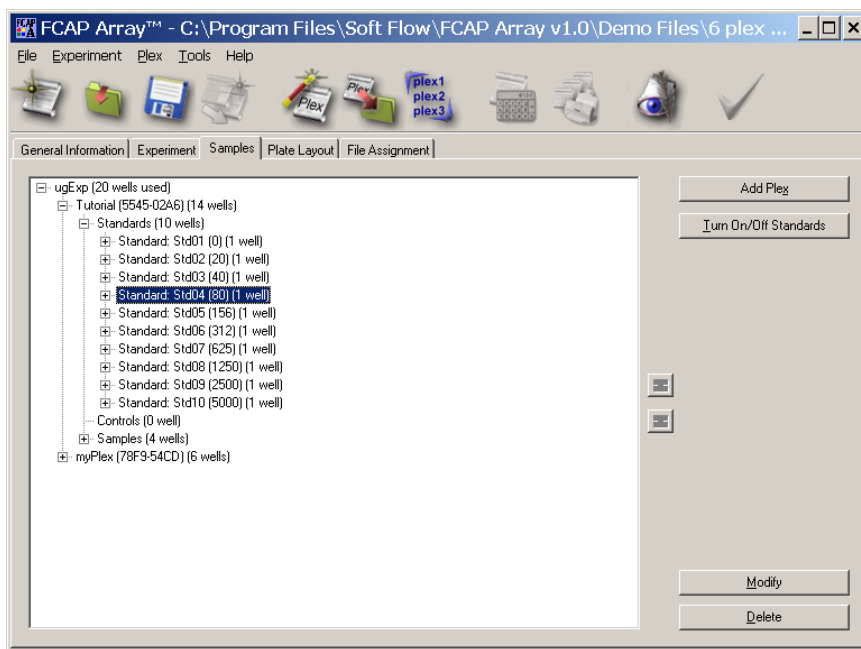 FCAP Array™ - C:\Program Files\Soft Flow\FCAP Array v1.0\Demo Files\6 plex ...
File Experiment Plex Tools Help
Plex
Plex
plex1
plex2
plex3
General Information Experiment Samples Plate Layout File Assignment
ugExp (20 wells used)
Tutorial (5545-02A6) (14 wells)
Standards (10 wells)
Standard: Std01 (0) (1 well)
Standard: Std02 (20) (1 well)
Standard: Std03 (40) (1 well)
Standard: Std04 (80) (1 well)
Standard: Std05 (156) (1 well)
Standard: Std06 (312) (1 well)
Standard: Std07 (625) (1 well)
Standard: Std08 (1250) (1 well)
Standard: Std09 (2500) (1 well)
Standard: Std10 (5000) (1 well)
Controls (0 well)
Samples (4 wells)
myPlex (78F9-54CD) (6 wells)
Add Plex
Turn On/Off Standards
Modify
Delete